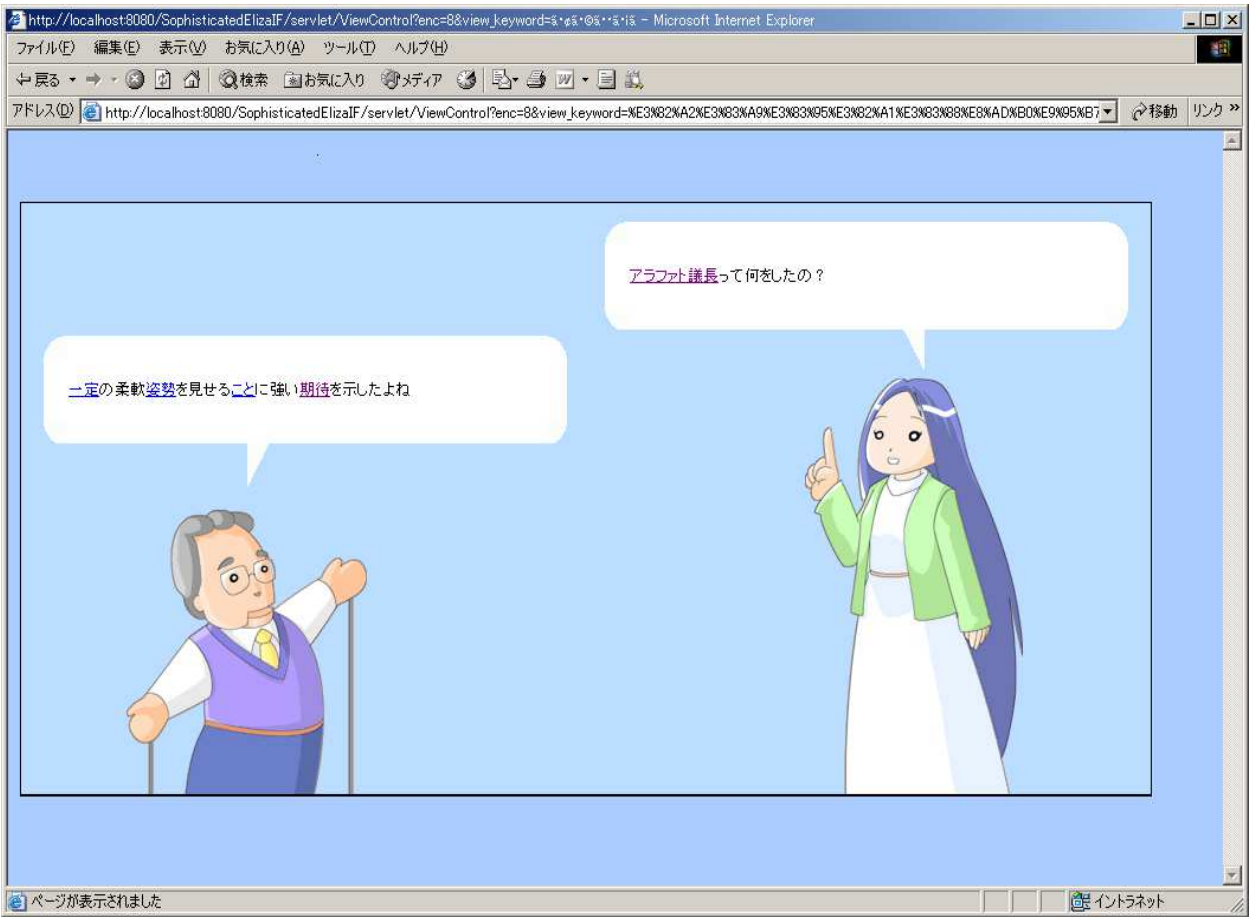 http://localhost:8080/SophisticatedElizaIF/servlet/ViewControl?enc=8&view_keyword= - Microsoft Internet Explorer
ファイル(F) 編集(E) 表示(V) お気に入り(A) ツール(T) ヘルプ(H)
戻る 検索 お気に入り メディア
アドレス(D) http://localhost:8080/SophisticatedElizaIF/servlet/ViewControl?enc=8&view_keyword=%E3%82%A2%E3%83%A9%E3%83%95%E3%82%A1%E3%83%88%E8%AD%B0%E9%95%B7 移動 リンク »
アラファト議長って何をしたの？
一定の柔軟姿勢を見せることに強い期待を示したよね
ページが表示されました イントラネット